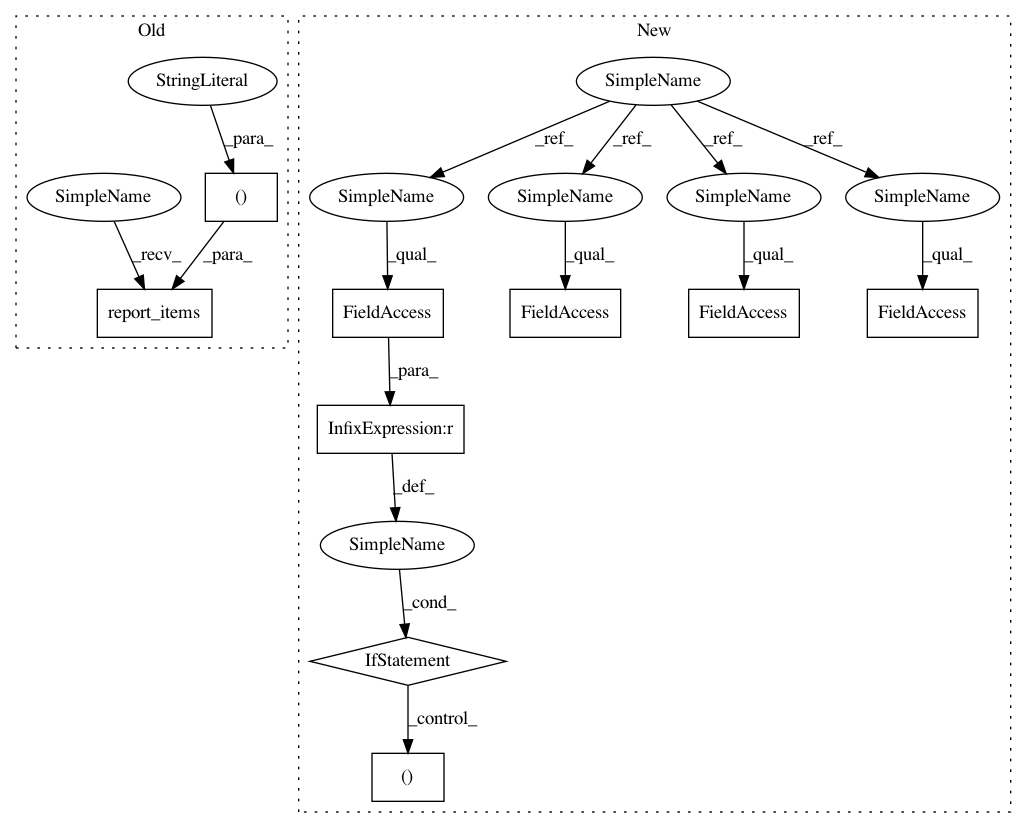 Old
New
StringLiteral
SimpleName
_para_
_ref_
_ref_
_ref_
_ref_
SimpleName
()
SimpleName
SimpleName
SimpleName
SimpleName
_recv_
_para_
_qual_
_qual_
_qual_
_qual_
report_items
FieldAccess
FieldAccess
FieldAccess
FieldAccess
_para_
InfixExpression:r
_def_
SimpleName
_cond_
IfStatement
_control_
()